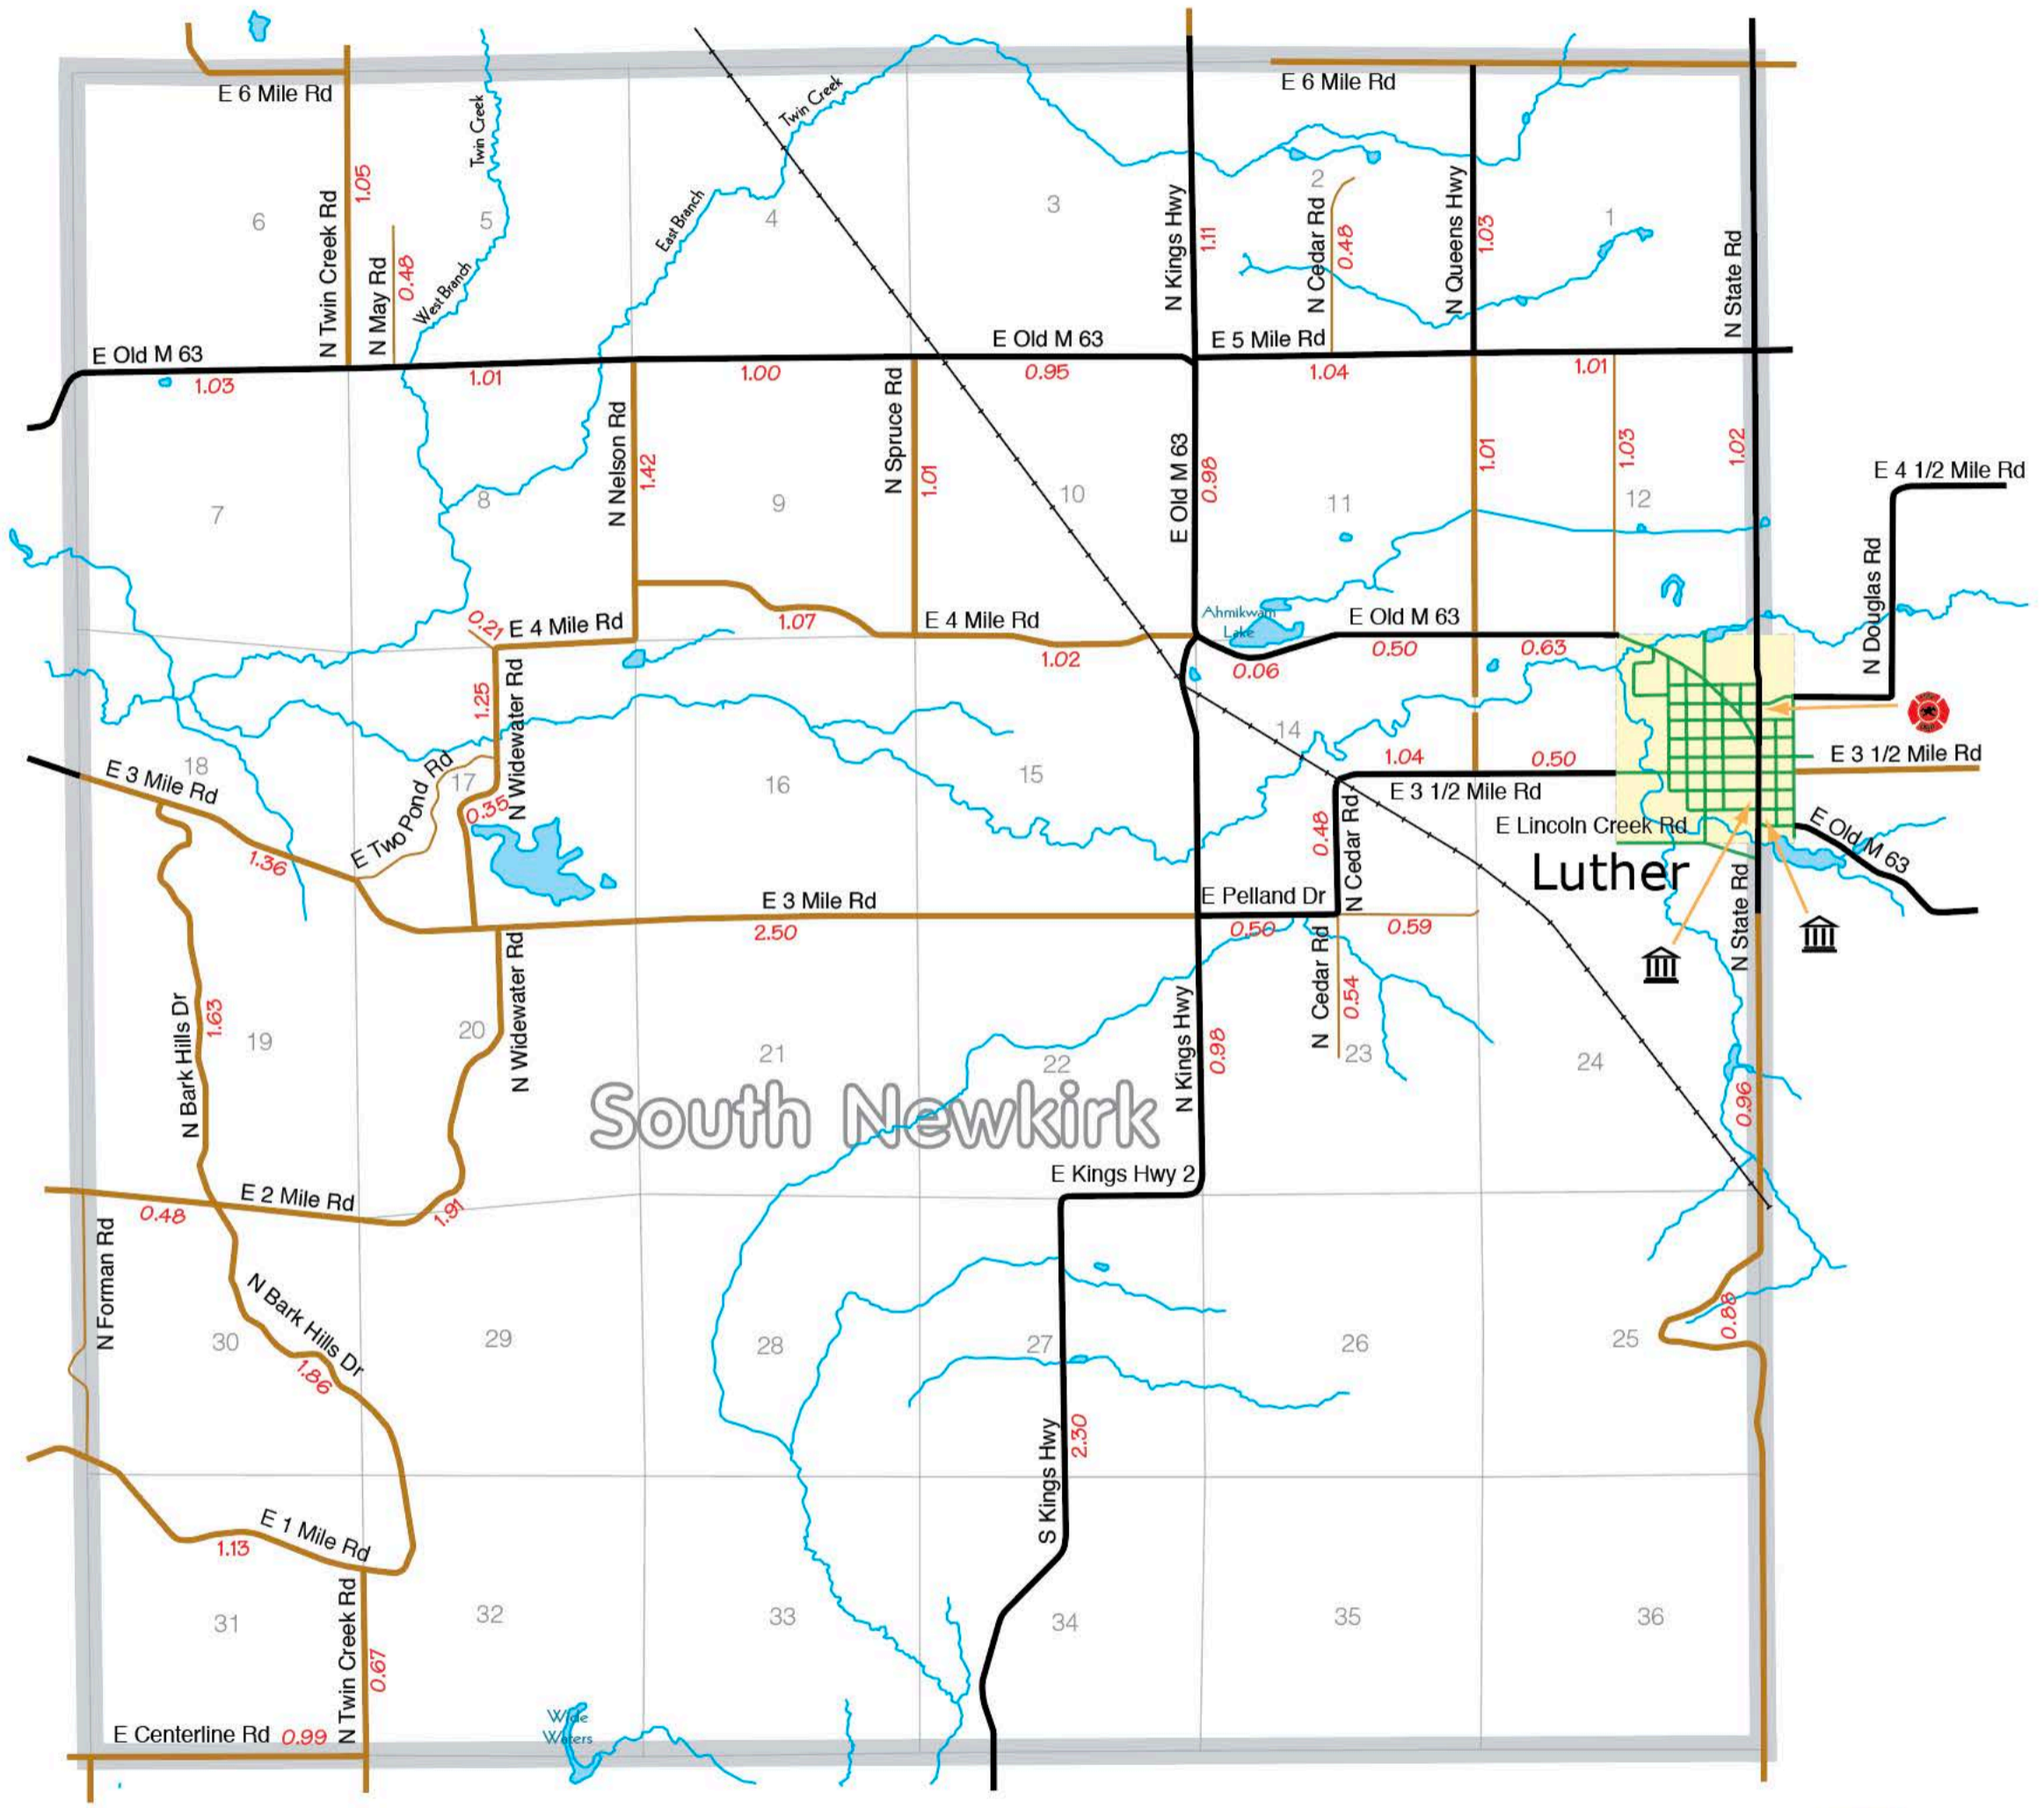 E 6 Mile Rd
E 6 Mile Rd
Twin Creek
Twin Creek
1.05
6
5
4
3
2
1
N Twin Creek Rd
N May Rd
0.48
West Branch
East Branch
N Kings Hwy
1.11
N Cedar Rd
0.48
N Queens Hwy
1.03
N State Rd
E Old M 63
E Old M 63
E 5 Mile Rd
1.03
1.01
1.00
0.95
1.04
1.01
N Nelson Rd
1.42
N Spruce Rd
1.01
E Old M 63
0.98
1.01
1.03
1.02
E 4 1/2 Mile Rd
7
8
9
10
11
12
N Douglas Rd
0.21
E 4 Mile Rd
1.07
E 4 Mile Rd
1.02
Ahmikwam
Lake
E Old M 63
0.06
0.50
0.63
1.25
N Widewater Rd
E 3 Mile Rd
18
E Two Pond Rd
17
0.35
16
15
14
1.04
0.50
E 3 1/2 Mile Rd
E 3 1/2 Mile Rd
1.36
0.48
N Cedar Rd
E Lincoln Creek Rd
E Old M 63
Luther
E 3 Mile Rd
2.50
E Pelland Dr
0.50
0.59
N State Rd
N Bark Hills Dr
1.63
19
20
N Widewater Rd
21
22
N Kings Hwy
0.98
N Cedar Rd
0.54
23
24
0.96
South Newkirk
E Kings Hwy 2
E 2 Mile Rd
0.48
1.91
N Forman Rd
N Bark Hills Dr
1.86
30
29
28
27
26
25
0.88
S Kings Hwy
2.30
E 1 Mile Rd
1.13
31
32
33
34
35
36
N Twin Creek Rd
0.67
E Centerline Rd 0.99
Wide
Waters